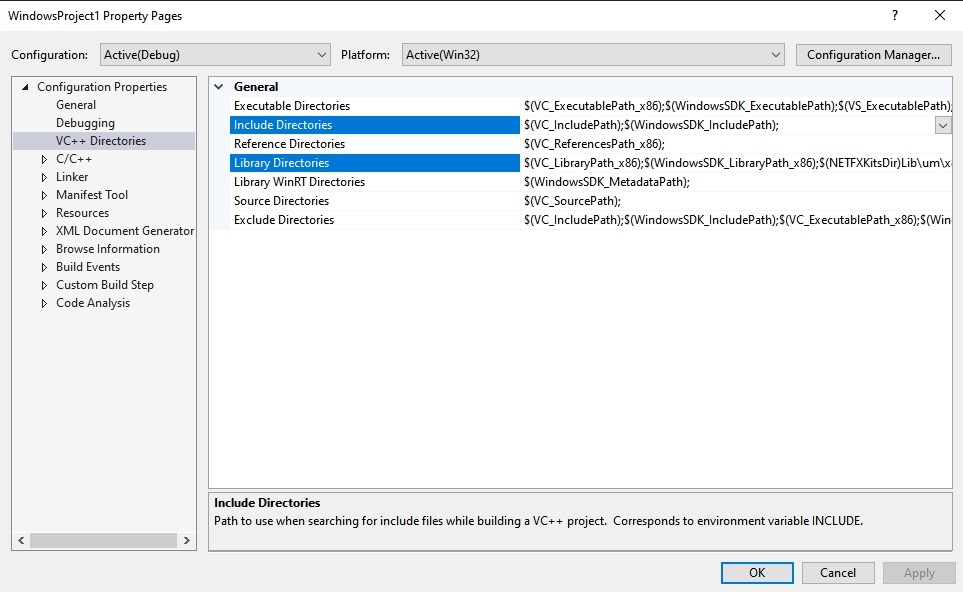 WindowsProject1 Property Pages
?
Configuration: Active(Debug) Platform: Active(Win32) Configuration Manager...
Configuration Properties
General
Debugging
VC++ Directories
C/C++
Linker
Manifest Tool
Resources
XML Document Generator
Browse Information
Build Events
Custom Build Step
Code Analysis
General
Executable Directories $(VC_ExecutablePath_x86);$(WindowsSDK_ExecutablePath);$(VS_ExecutablePath);
Include Directories $(VC_IncludePath);$(WindowsSDK_IncludePath);
Reference Directories $(VC_ReferencesPath_x86);
Library Directories $(VC_LibraryPath_x86);$(WindowsSDK_LibraryPath_x86);$(NETFXKitsDir)Lib\um\x
Library WinRT Directories $(WindowsSDK_MetadataPath);
Source Directories $(VC_SourcePath);
Exclude Directories $(VC_IncludePath);$(WindowsSDK_IncludePath);$(VC_ExecutablePath_x86);$(Win
Include Directories
Path to use when searching for include files while building a VC++ project. Corresponds to environment variable INCLUDE.
OK Cancel Apply